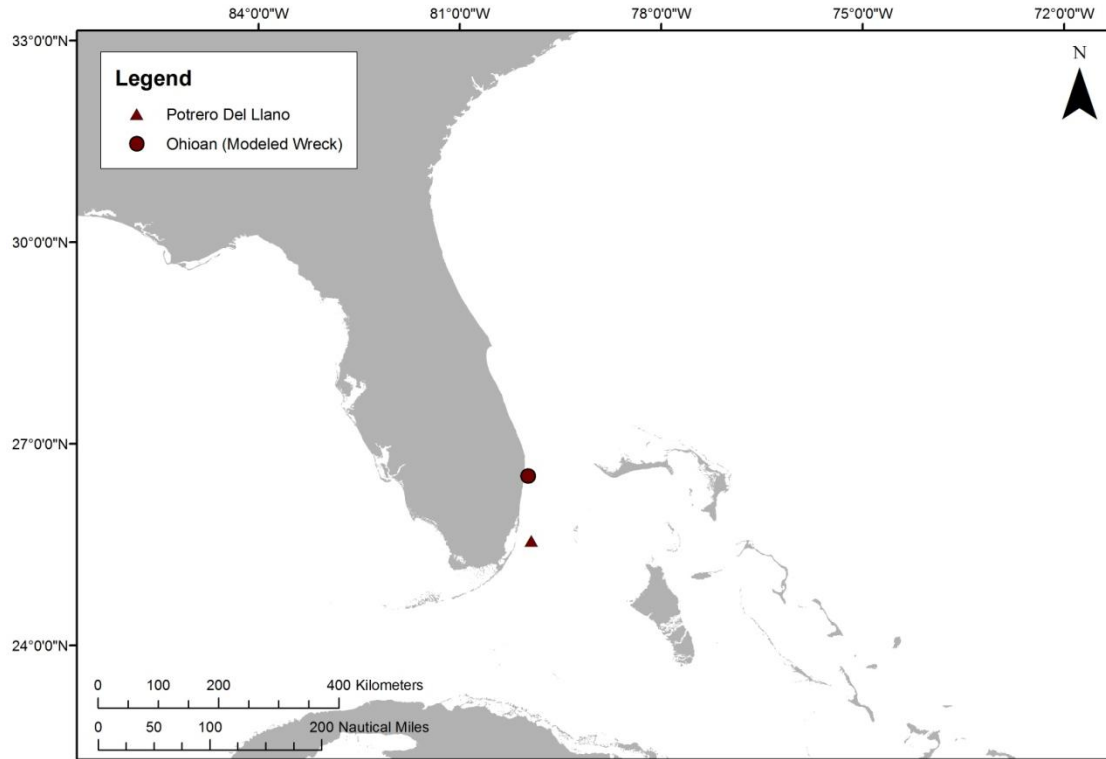 84°0'0"W 81°0'0"W 78°0'0"W 75°0'0"W 72°0'0"W
33°0'0"N
N
Legend
Potrero Del Llano
Ohioan (Modeled Wreck)
30°0'0"N
27°0'0"N
24°0'0"N
0 100 200 400 Kilometers
0 50 100 200 Nautical Miles